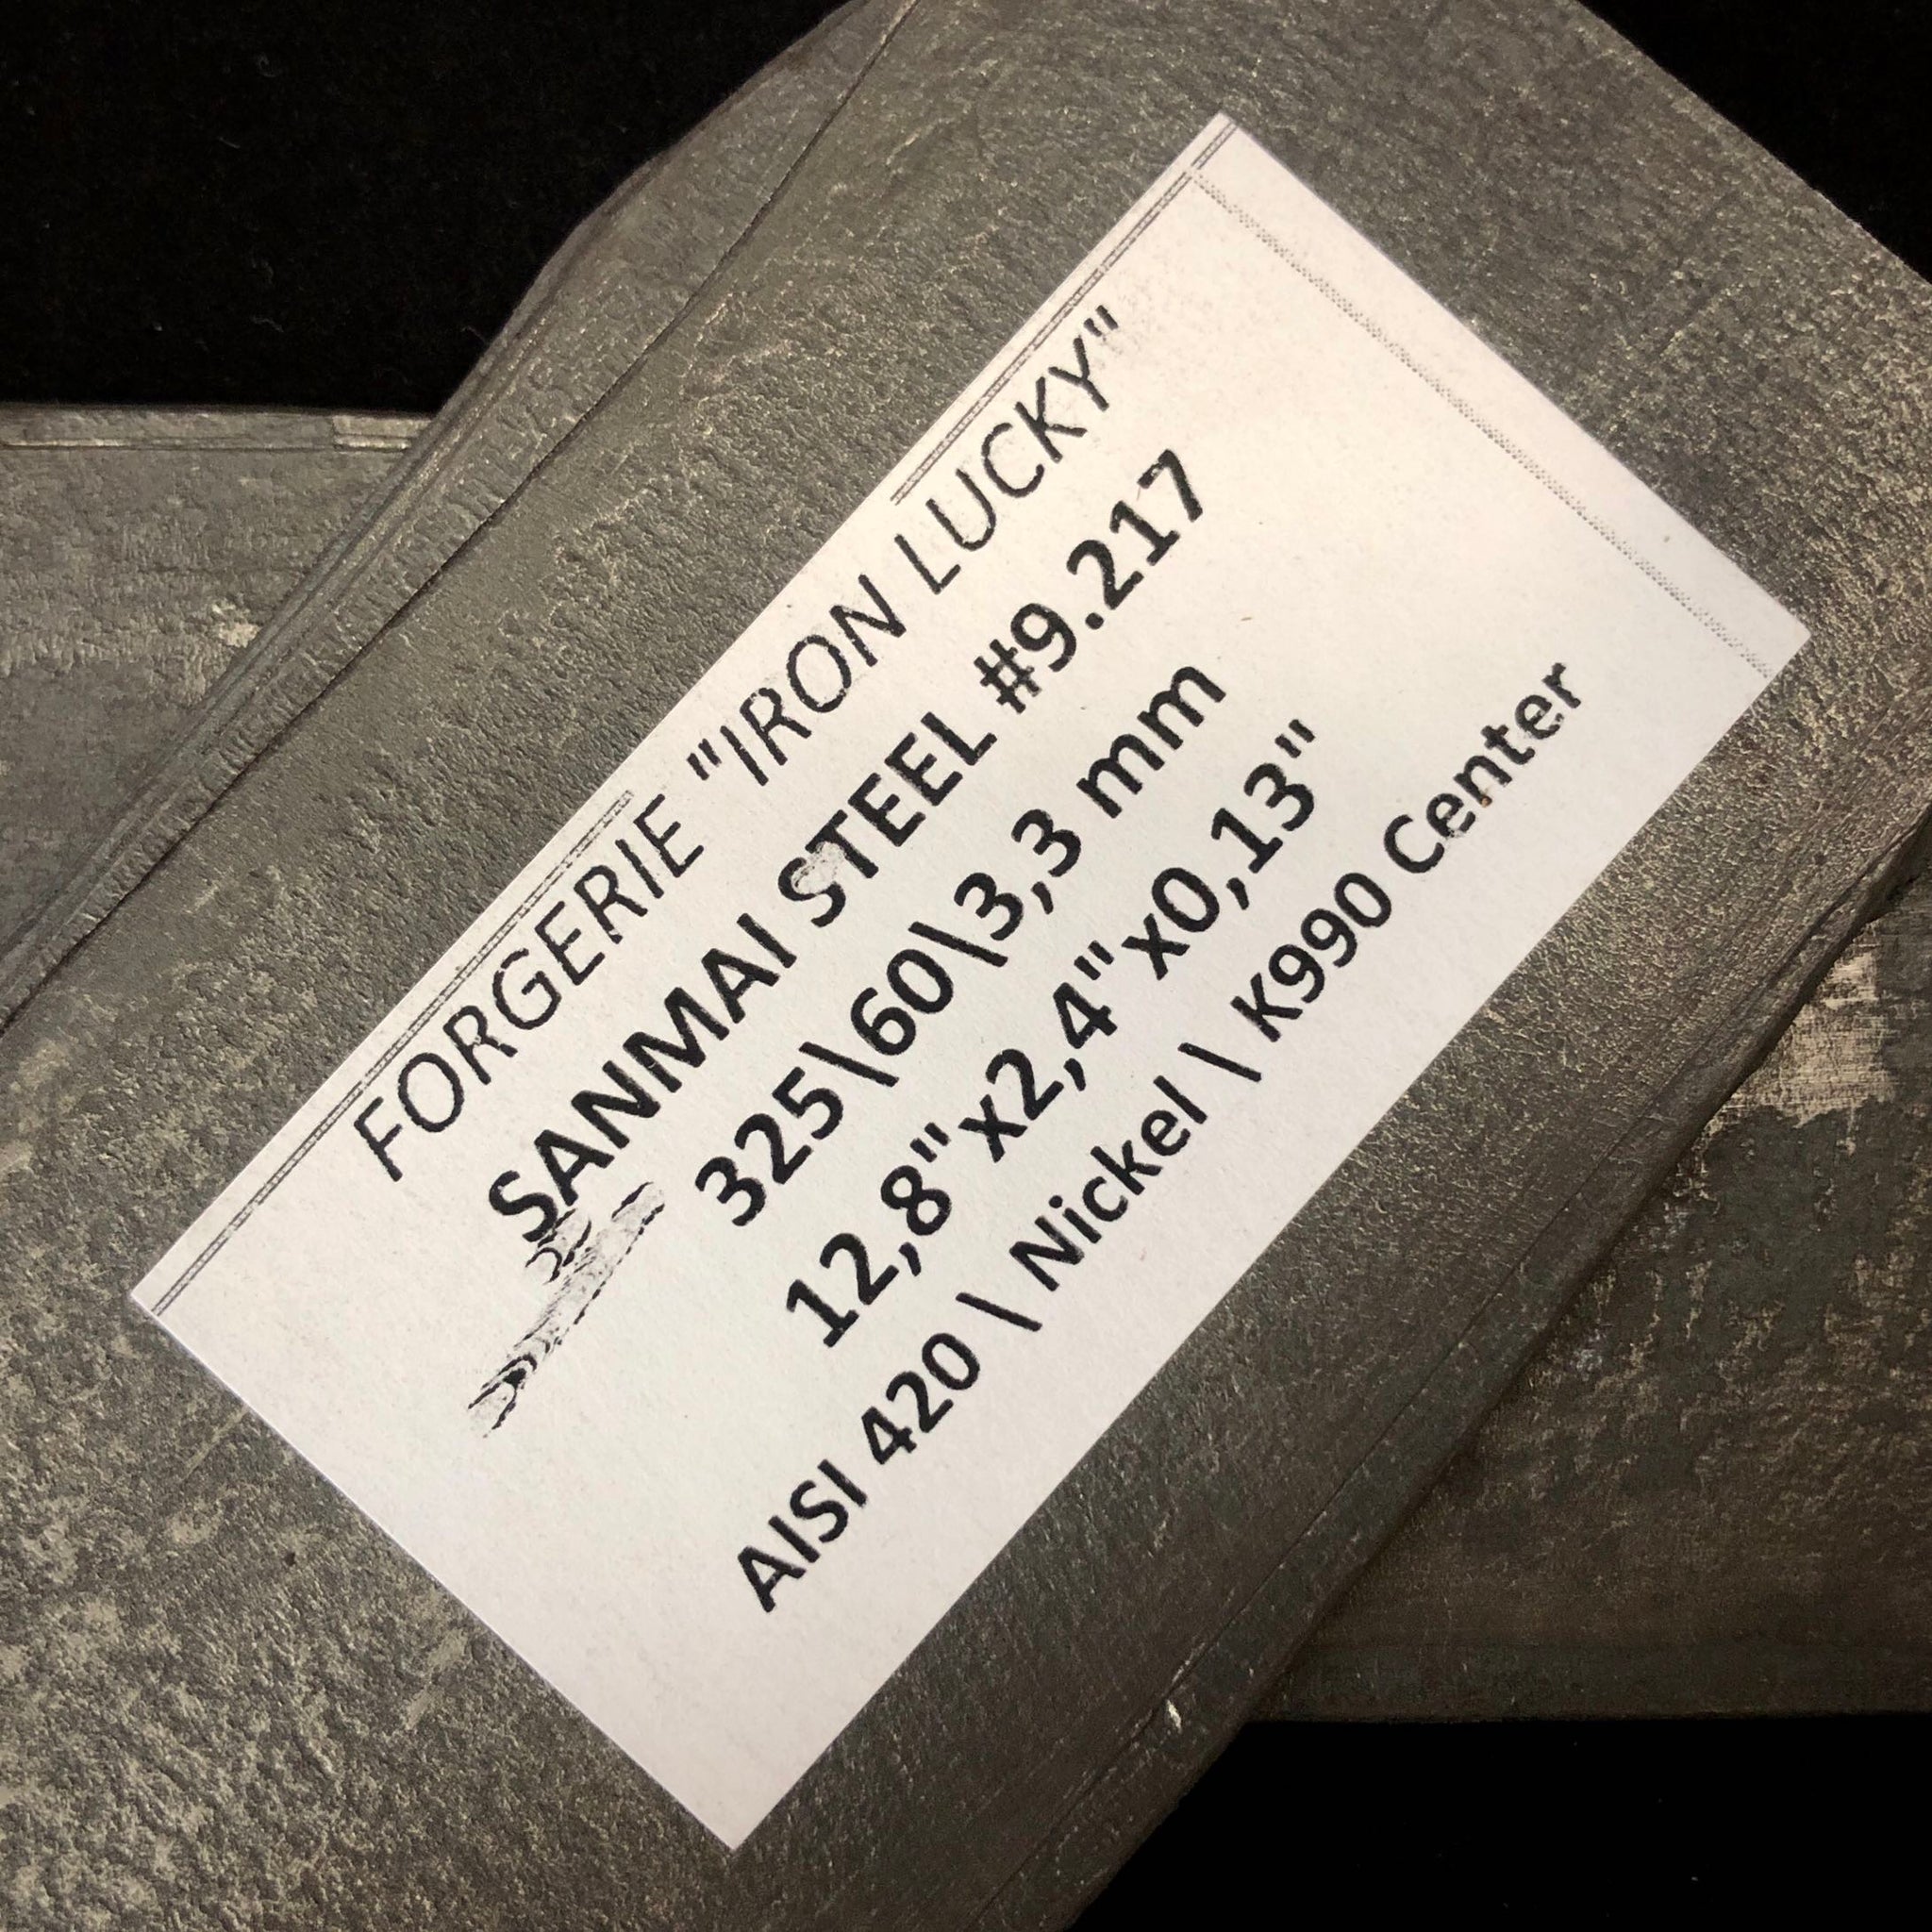 FORGERIE "IRON LUCKY"
SANMAI STEEL #9.217
325\60\3,3 mm
12,8"x2,4"x0,13"
AISI 420 \ Nickel \ K990 Center